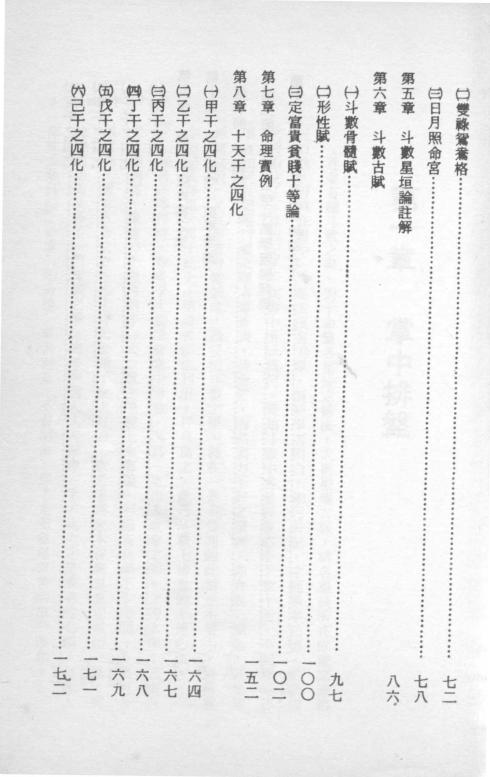 ㈡雙祿鴛鴦格⋯⋯七二
㈢日月照命宮⋯⋯七八
第五章　斗數星垣論註解　八六
第六章　斗數古賦
㈠斗數骨髓賦⋯⋯九七
㈡形性賦⋯⋯一〇〇
㈢定富貴貧賤十等論⋯⋯一〇二
第七章　命理實例　一五二
第八章　十天干之四化
㈠甲干之四化⋯⋯一六四
㈡乙干之四化⋯⋯一六七
㈢丙干之四化⋯⋯一六八
㈣丁干之四化⋯⋯一六九
㈤戊干之四化⋯⋯一七一
㈥己干之四化⋯⋯一七二